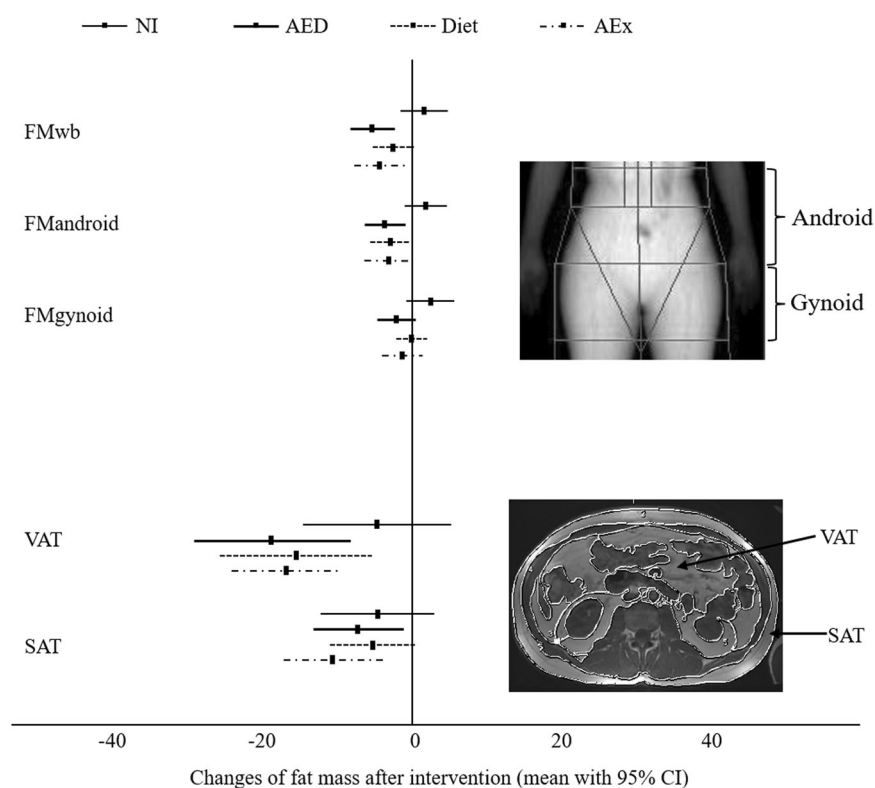 NI AED Diet AEx
FMwb
FMandroid
Android
FMgynoid
Gynoid
VAT
VAT
SAT
SAT
-40 -20 0 20 40
Changes of fat mass after intervention (mean with 95% CI)